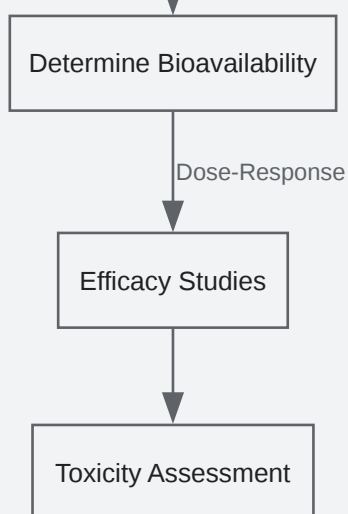 Determine Bioavailability
Dose-Response
Efficacy Studies
Toxicity Assessment